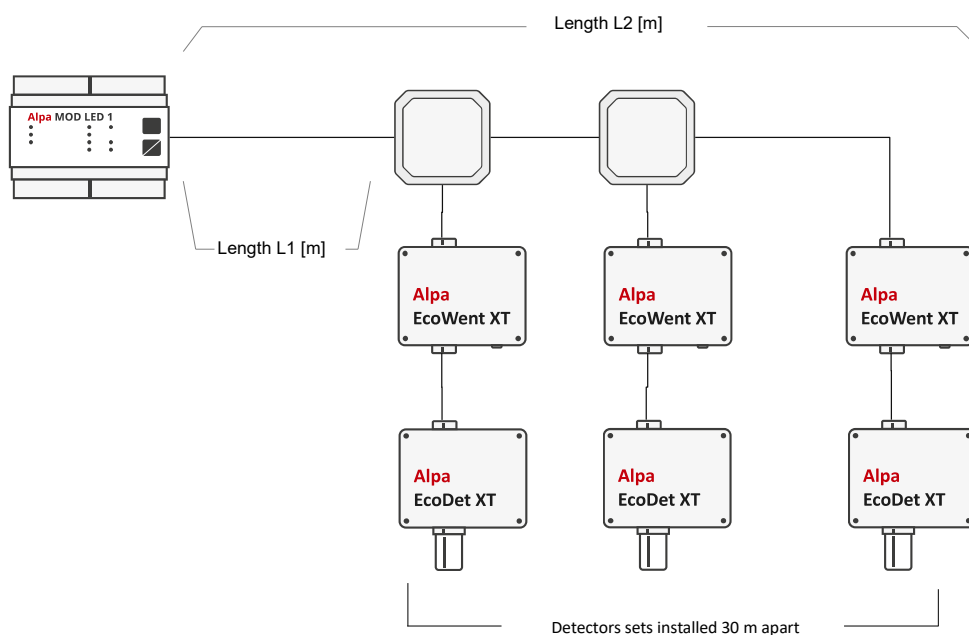 Length L2 [m]
Alpa MOD LED 1
Length L1 [m]
Alpa
EcoWent XT
Alpa
EcoWent XT
Alpa
EcoWent XT
Alpa
EcoDet XT
Alpa
EcoDet XT
Alpa
EcoDet XT
Detectors sets installed 30 m apart